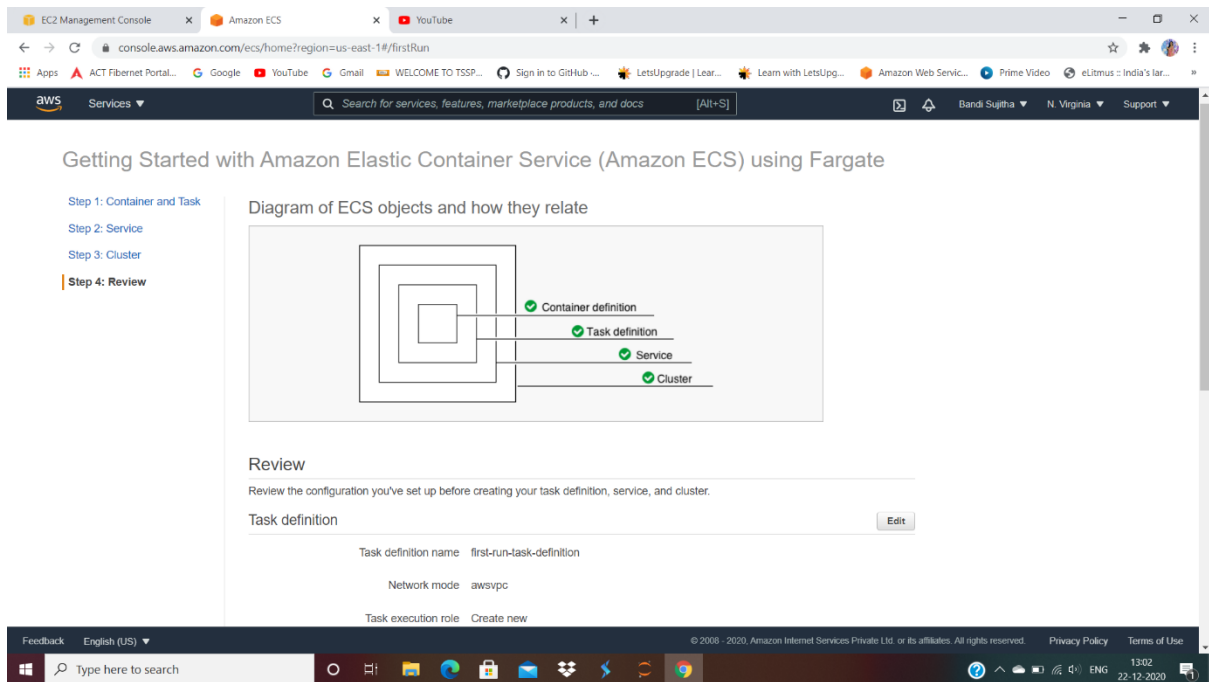 EC2 Management Console
Amazon ECS
YouTube
console.aws.amazon.com/ecs/home?region=us-east-1#/firstRun
Apps ACT Fibernet Portal... Google YouTube Gmail WELCOME TO TSSP... Sign in to GitHub ·... LetsUpgrade | Lear... Learn with LetsUpg... Amazon Web Servic... Prime Video eLitmus :: India's lar... »
aws Services ▼ Search for services, features, marketplace products, and docs [Alt+S] Bandi Sujitha ▼ N. Virginia ▼ Support ▼
Getting Started with Amazon Elastic Container Service (Amazon ECS) using Fargate
Step 1: Container and Task
Step 2: Service
Step 3: Cluster
Step 4: Review
Diagram of ECS objects and how they relate
Container definition
Task definition
Service
Cluster
Review
Review the configuration you've set up before creating your task definition, service, and cluster.
Task definition
Edit
Task definition name first-run-task-definition
Network mode awsvpc
Task execution role Create new
Feedback English (US) ▼ © 2008 - 2020, Amazon Internet Services Private Ltd. or its affiliates. All rights reserved. Privacy Policy Terms of Use
Type here to search
ENG
13:02
22-12-2020
1